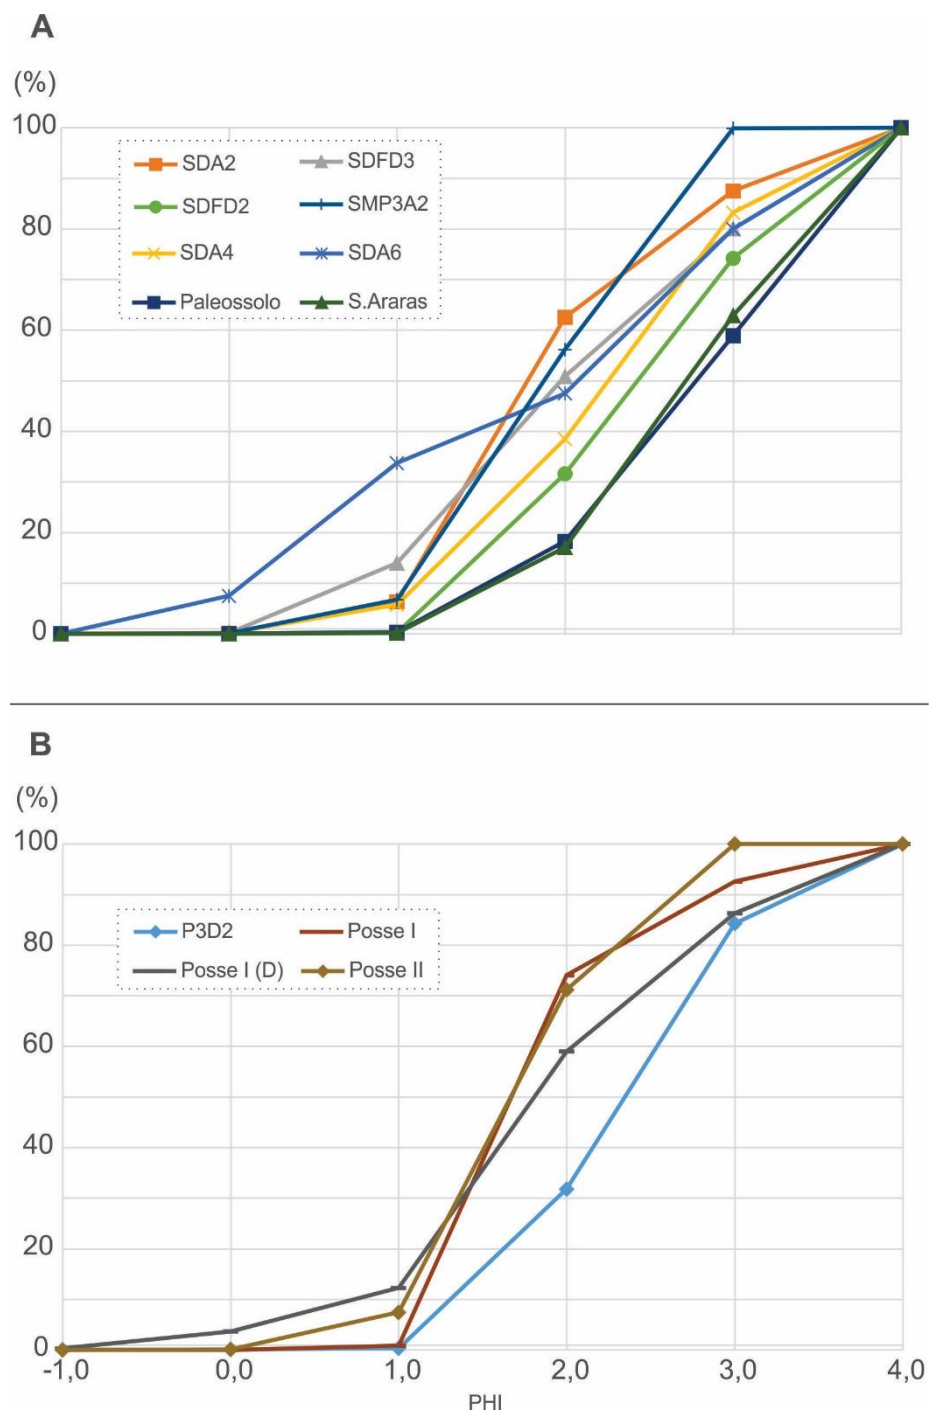 A
(%)
100
SDA2 SDFD3
SDFD2 SMP3A2
80
SDA4 SDA6
Paleossolo S.Araras
60
40
20
0
B
(%)
100
P3D2 Posse I
80
Posse I (D) Posse II
60
40
20
0
-1,0 0,0 1,0 2,0 3,0 4,0
PHI